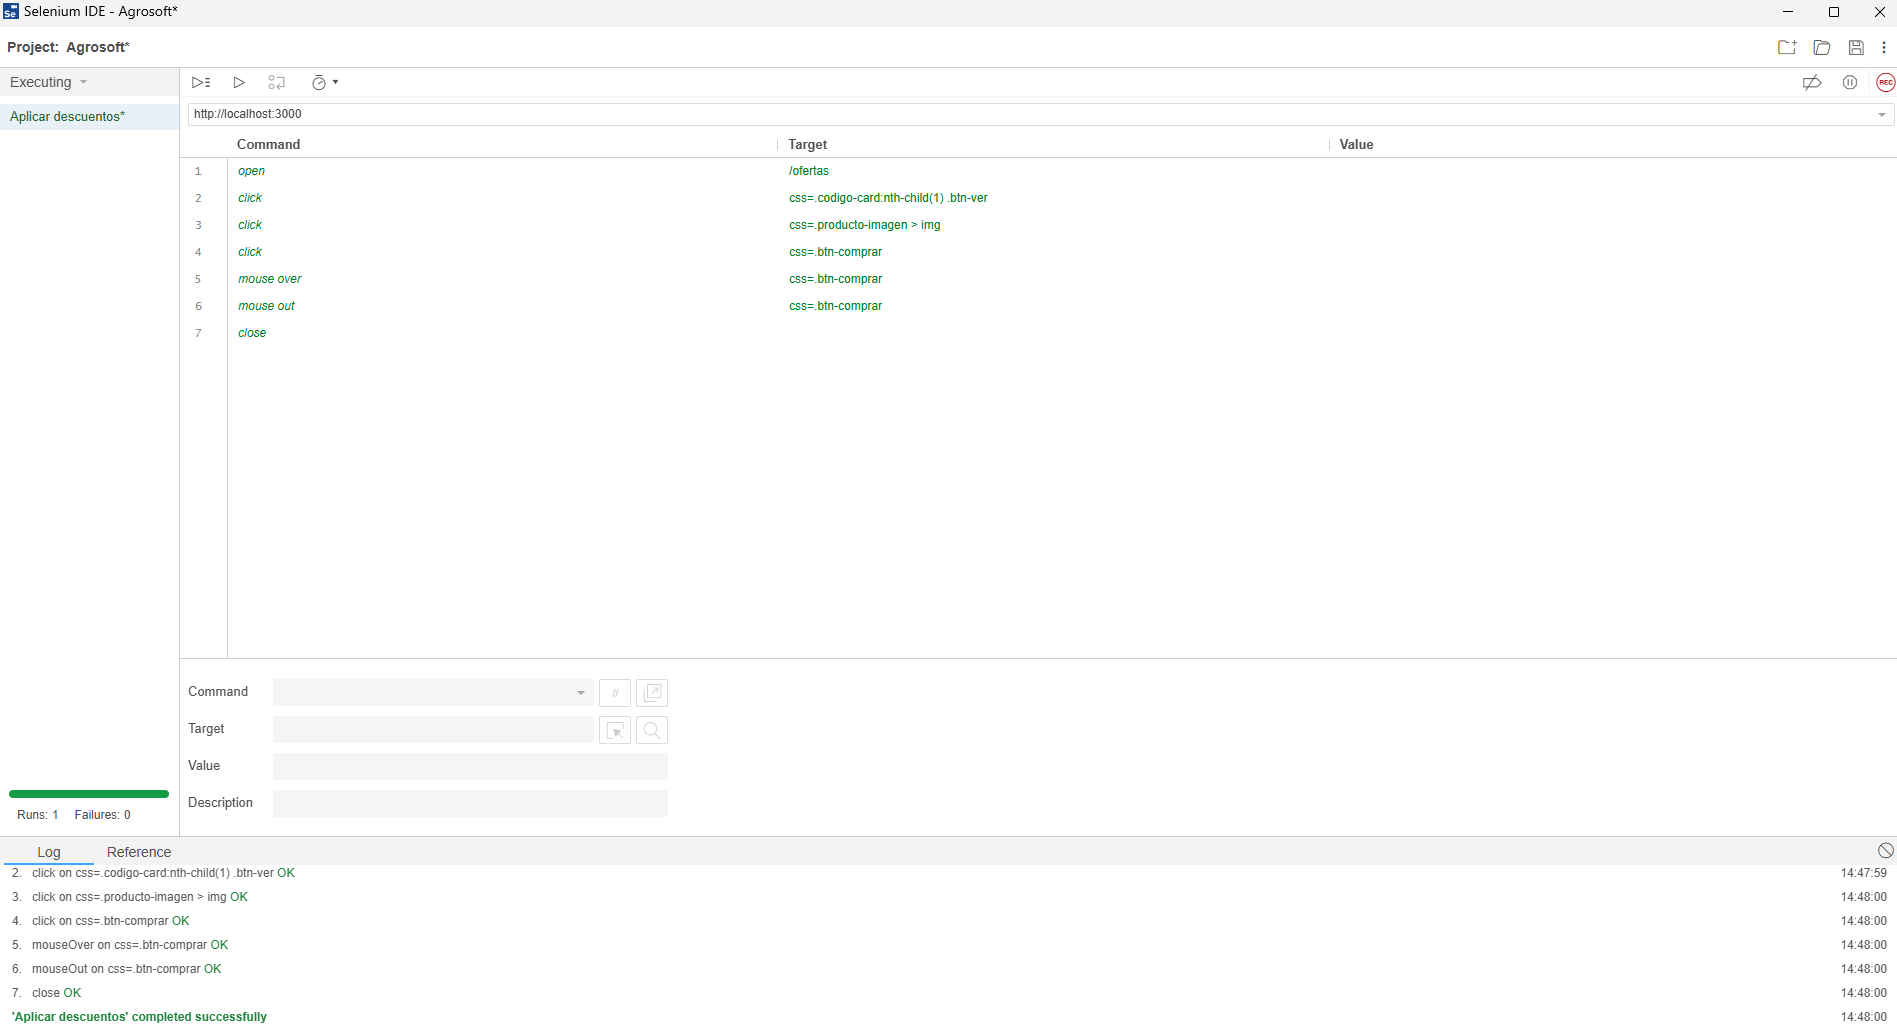 Selenium IDE - Agrosoft*
Project: Agrosoft*
Executing
REC
Aplicar descuentos*
http://localhost:3000
Command Target Value
1 open /ofertas
2 click css=.codigo-card:nth-child(1) .btn-ver
3 click css=.producto-imagen > img
4 click css=.btn-comprar
5 mouse over css=.btn-comprar
6 mouse out css=.btn-comprar
7 close
Command //
Target
Value
Description
Runs: 1 Failures: 0
Log Reference
2. click on css=.codigo-card:nth-child(1) .btn-ver OK 14:47:59
3. click on css=.producto-imagen > img OK 14:48:00
4. click on css=.btn-comprar OK 14:48:00
5. mouseOver on css=.btn-comprar OK 14:48:00
6. mouseOut on css=.btn-comprar OK 14:48:00
7. close OK 14:48:00
'Aplicar descuentos' completed successfully 14:48:00